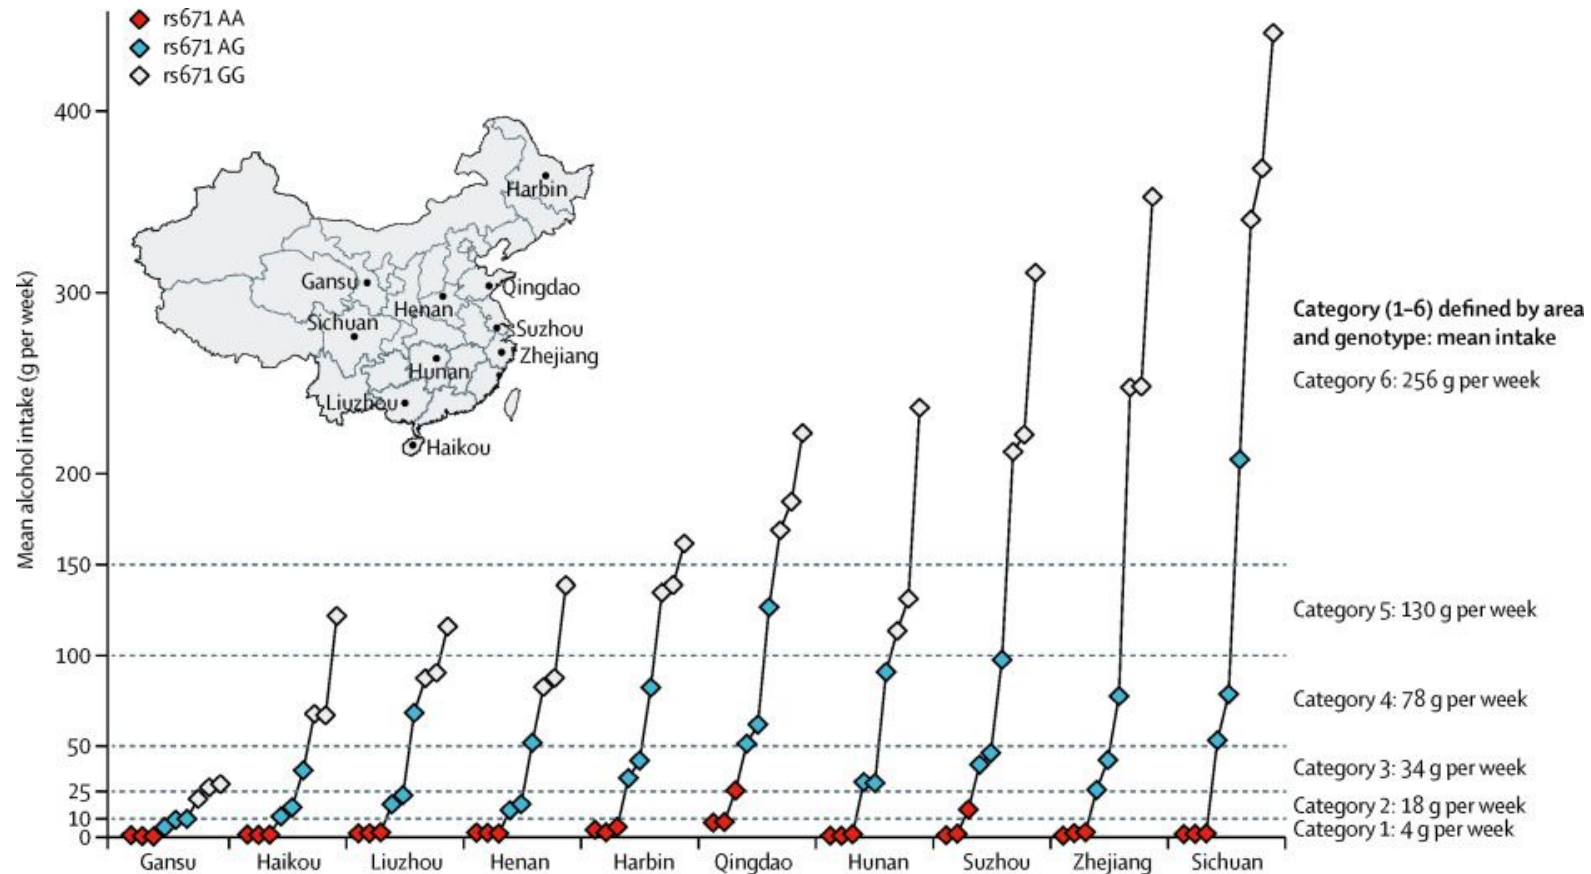 rs671 AA
rs671 AG
rs671 GG
Mean alcohol intake (g per week)
400
300
200
150
100
50
25
10
0
Harbin
Gansu
Qingdao
Henan
Sichuan
Suzhou
Zhejiang
Hunan
Liuzhou
Haikou
Category (1–6) defined by area
and genotype: mean intake
Category 6: 256 g per week
Category 5: 130 g per week
Category 4: 78 g per week
Category 3: 34 g per week
Category 2: 18 g per week
Category 1: 4 g per week
Gansu Haikou Liuzhou Henan Harbin Qingdao Hunan Suzhou Zhejiang Sichuan